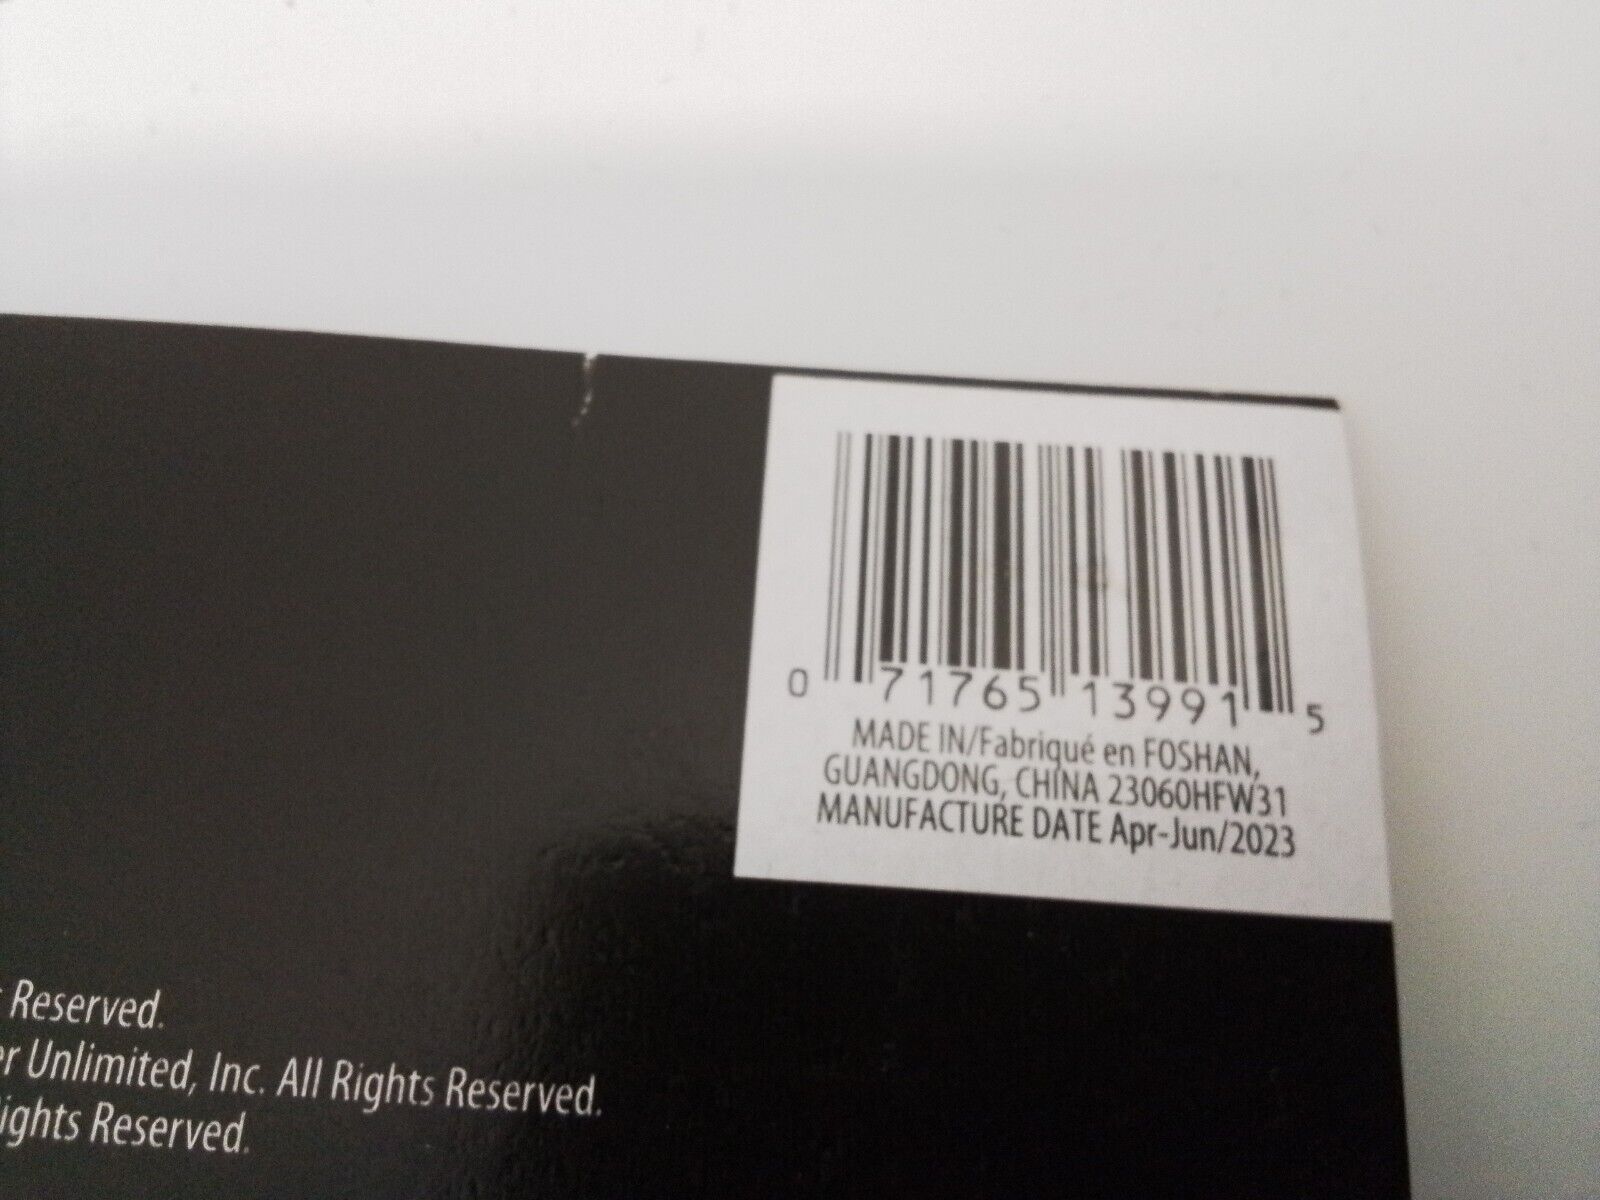 0 71765 13991 5
MADE IN/Fabriqué en FOSHAN,
GUANGDONG, CHINA 23060HFW31
MANUFACTURE DATE Apr-Jun/2023
Reserved.
Unlimited, Inc. All Rights Reserved.
Reserved.